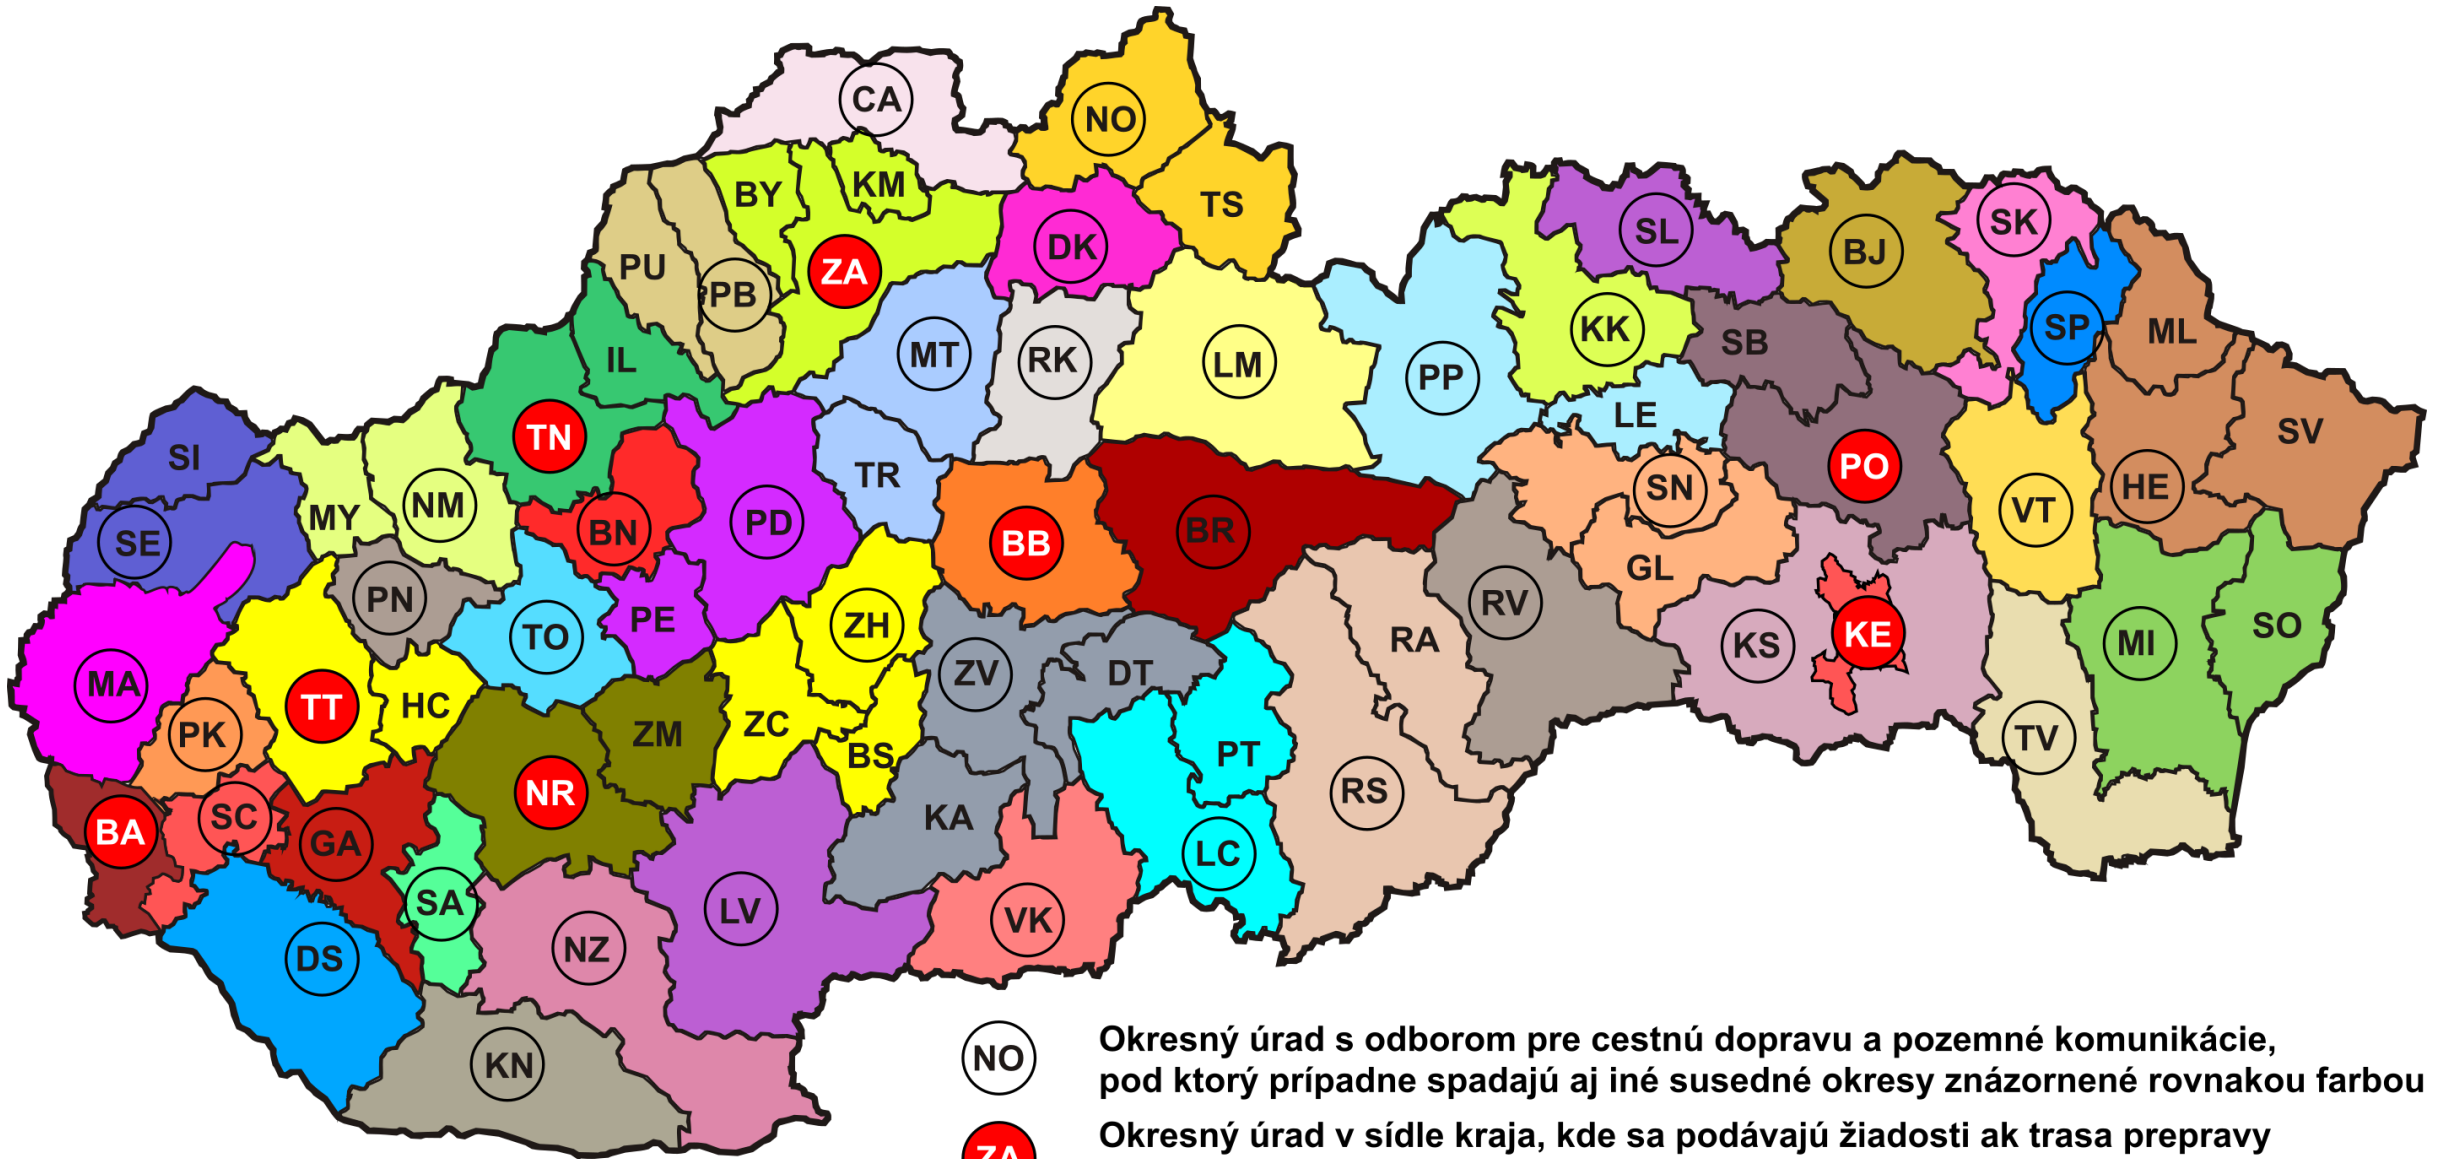 CA
NO
BY
KM
TS
SL
SK
PU
PB
ZA
DK
BJ
IL
MT
RK
LM
PP
KK
SB
SP
ML
LE
SI
TN
TR
PO
SV
SE
MY
NM
BN
PD
BB
BR
SN
VT
HE
PN
TO
PE
ZH
GL
RV
RA
KS
KE
MI
SO
MA
PK
TT
HC
ZM
ZC
ZV
DT
BS
PT
TV
BA
SC
GA
NR
KA
RS
LC
SA
LV
VK
DS
NZ
KN
NO
Okresný úrad s odborom pre cestnú dopravu a pozemné komunikácie,
pod ktorý prípadne spadajú aj iné susedné okresy znázornené rovnakou farbou
ZA
Okresný úrad v sídle kraja, kde sa podávajú žiadosti ak trasa prepravy